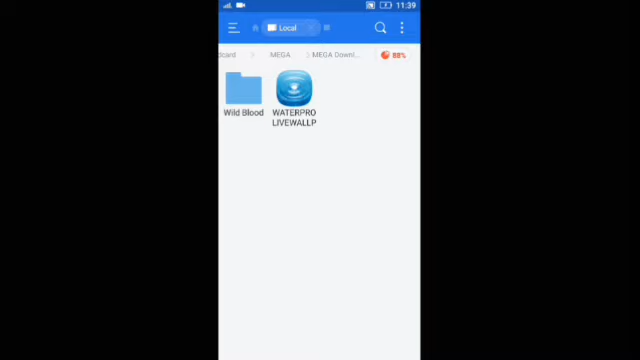 11:39
Local
dcard
MEGA
MEGA Downl...
88%
Wild Blood
WATERPRO
LIVEWALLP